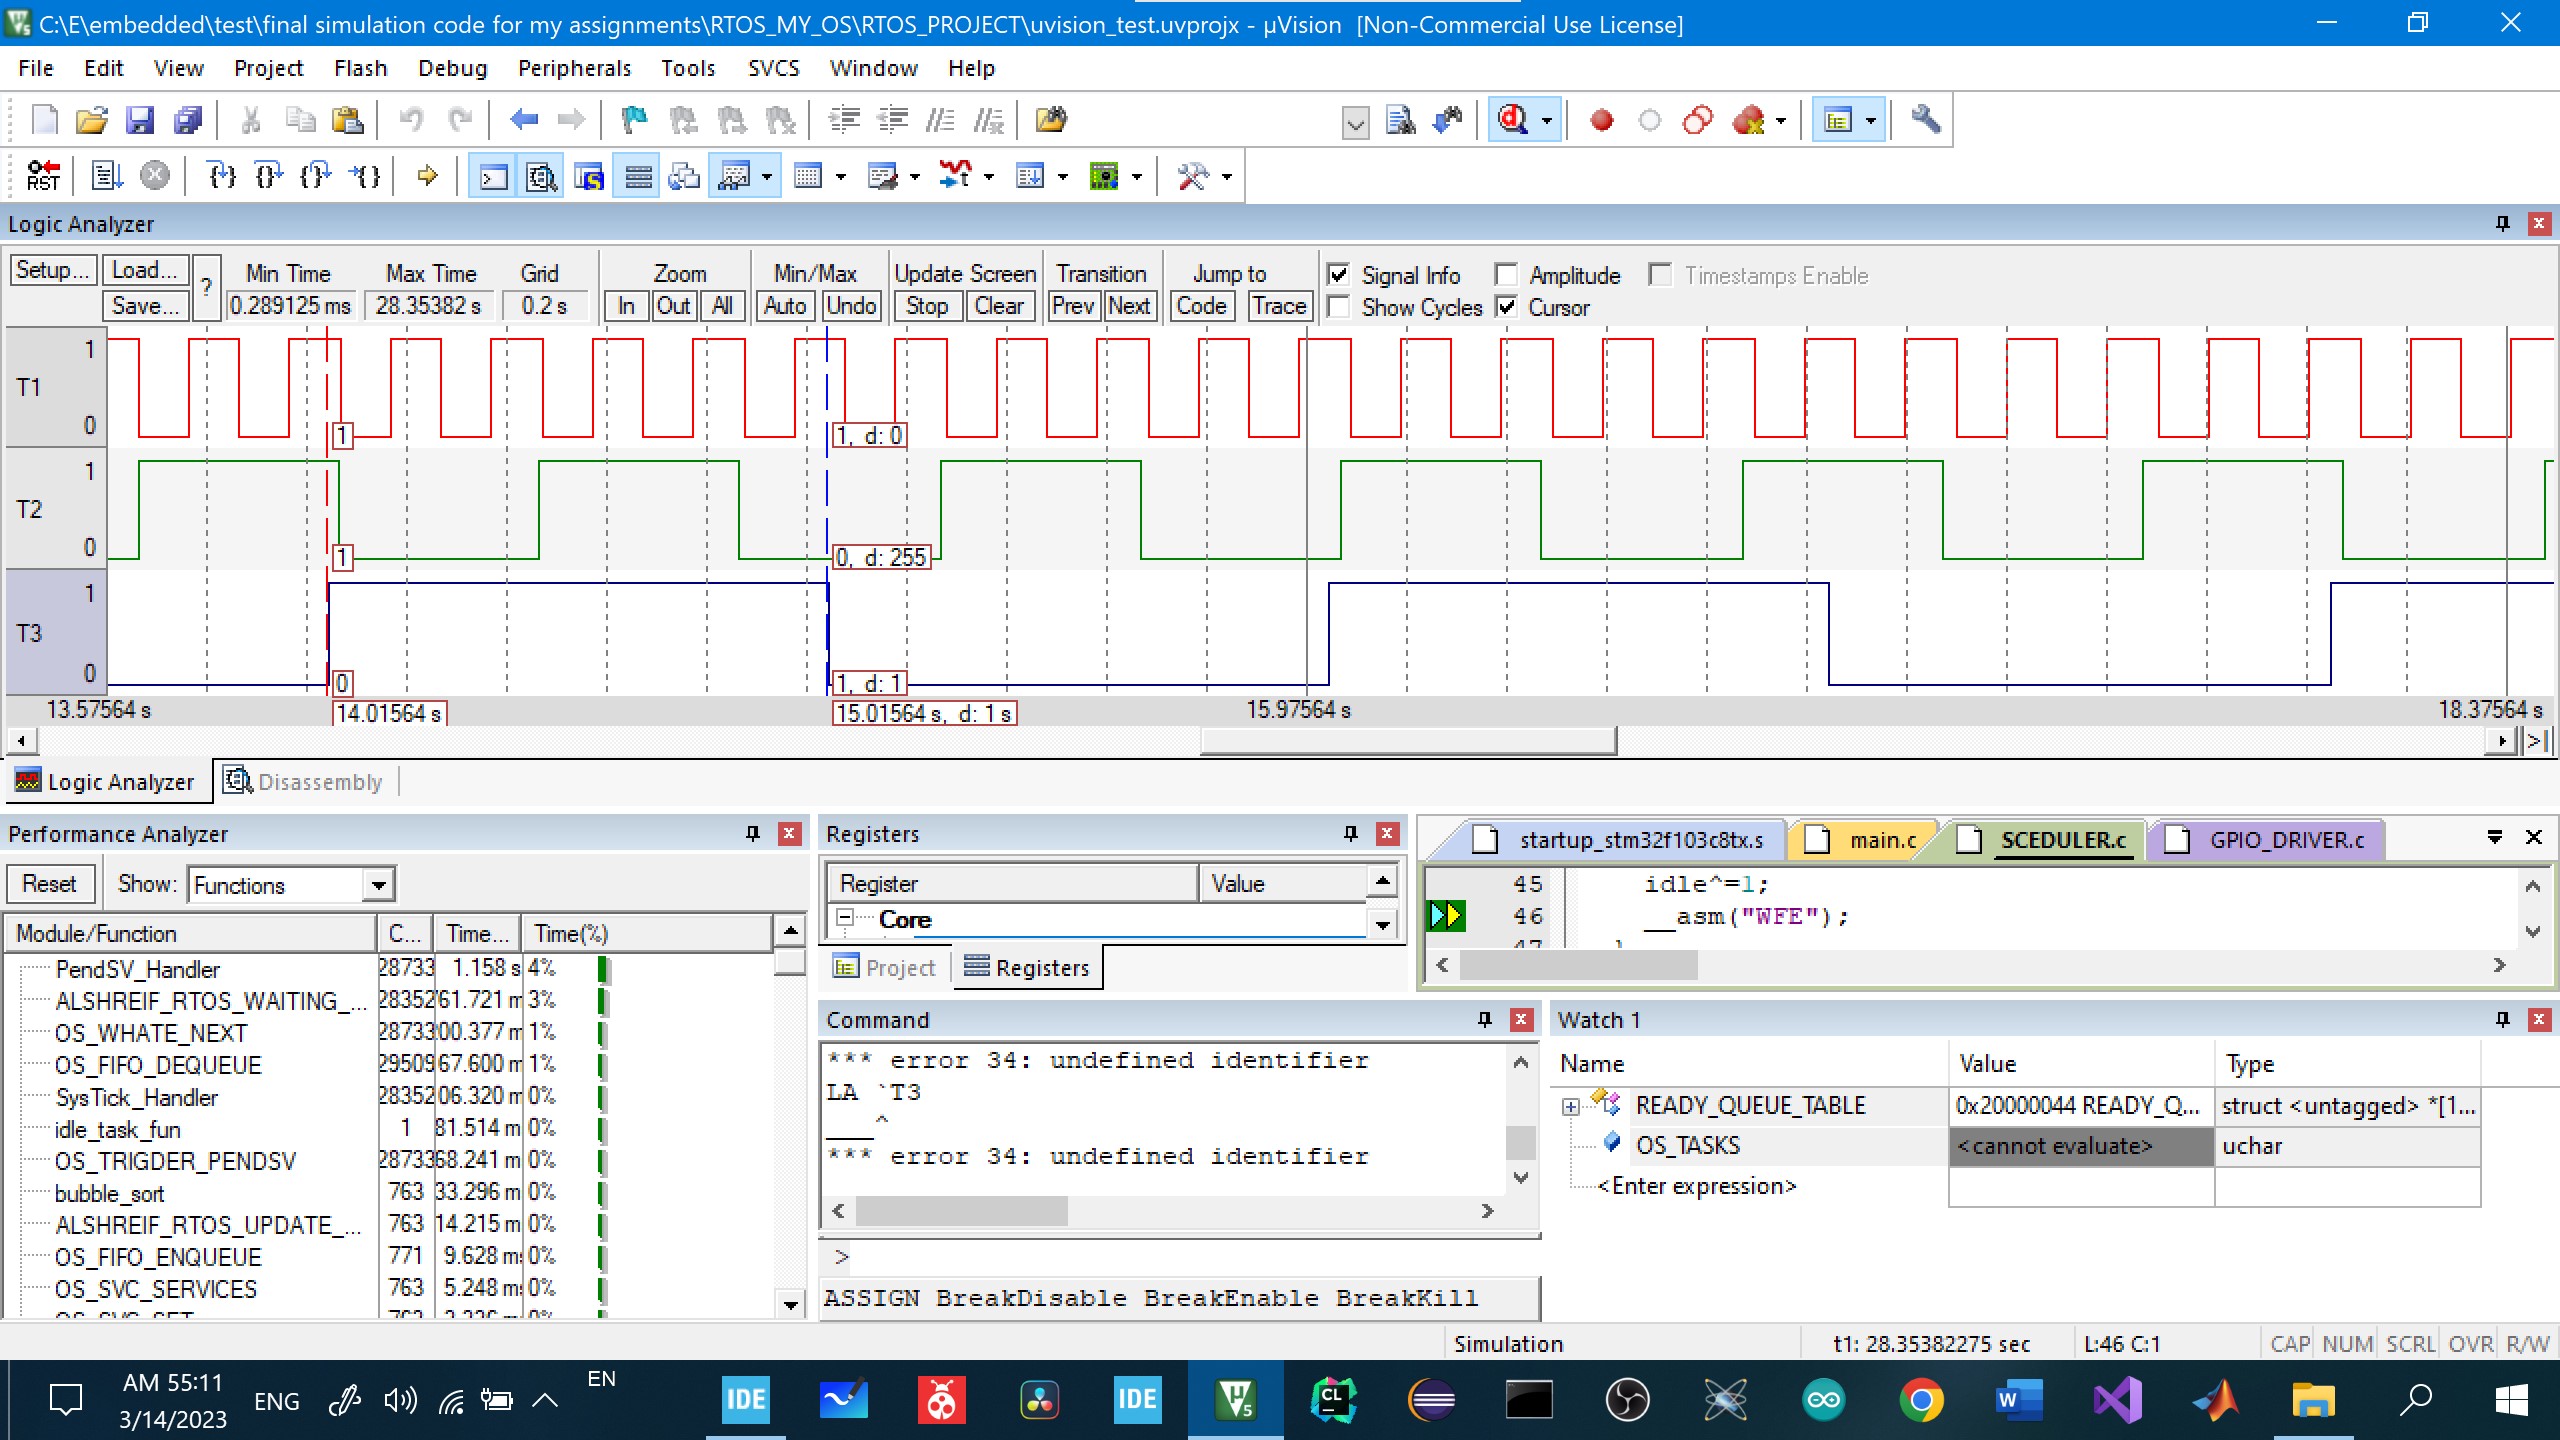 C:\E\embedded\test\final simulation code for my assignments\RTOS_MY_OS\RTOS_PROJECT\uvision_test.uvprojx - µVision  [Non-Commercial Use License]
File Edit View Project Flash Debug Peripherals Tools SVCS Window Help
RST
Logic Analyzer
Setup... Load... ? Min Time Max Time Grid Zoom Min/Max Update Screen Transition Jump to Signal Info Amplitude Timestamps Enable
Save... 0.289125 ms 28.35382 s 0.2 s In Out All Auto Undo Stop Clear Prev Next Code Trace Show Cycles Cursor
1
T1
0 1 1, d: 0
1
T2
0 1 0, d: 255
1
T3
0 0 1, d: 1
13.57564 s 14.01564 s 15.01564 s, d: 1 s 15.97564 s 18.37564 s
Logic Analyzer Disassembly
Performance Analyzer
Reset Show: Functions
Module/Function C... Time... Time(%)
PendSV_Handler 28733 1.158 s 4%
ALSHREIF_RTOS_WAITING_... 28352 61.721 m 3%
OS_WHATE_NEXT 28733 00.377 m 1%
OS_FIFO_DEQUEUE 29509 67.600 m 1%
SysTick_Handler 28352 06.320 m 0%
idle_task_fun 1 81.514 m 0%
OS_TRIGDER_PENDSV 28733 68.241 m 0%
bubble_sort 763 33.296 m 0%
ALSHREIF_RTOS_UPDATE_... 763 14.215 m 0%
OS_FIFO_ENQUEUE 771 9.628 m 0%
OS_SVC_SERVICES 763 5.248 m 0%
Registers
Register Value
Core
Project Registers
startup_stm32f103c8tx.s main.c SCEDULER.c GPIO_DRIVER.c
45 idle^=1;
46 __asm("WFE");
47
Command
*** error 34: undefined identifier
LA `T3
___^
*** error 34: undefined identifier
>
ASSIGN BreakDisable BreakEnable BreakKill
Watch 1
Name Value Type
READY_QUEUE_TABLE 0x20000044 READY_Q... struct <untagged> *[1...
OS_TASKS <cannot evaluate> uchar
<Enter expression>
Simulation t1: 28.35382275 sec L:46 C:1 CAP NUM SCRL OVR R/W
AM 55:11
3/14/2023
ENG
EN
IDE
IDE
µ5
CL
W